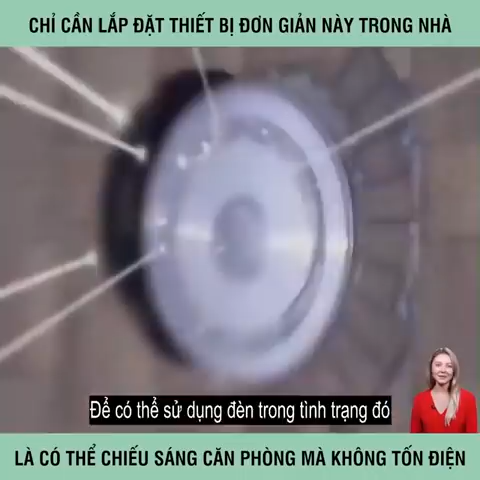 CHỈ CẦN LẮP ĐẶT THIẾT BỊ ĐƠN GIẢN NÀY TRONG NHÀ
Để có thể sử dụng đèn trong tình trạng đó
LÀ CÓ THỂ CHIẾU SÁNG CĂN PHÒNG MÀ KHÔNG TỐN ĐIỆN